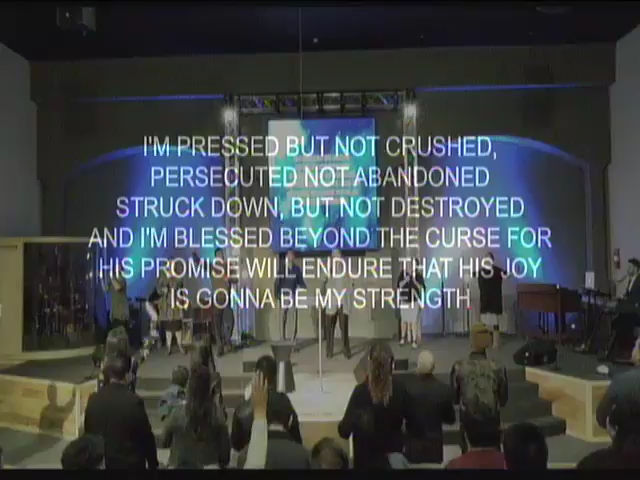 I'M PRESSED BUT NOT CRUSHED,
PERSECUTED NOT ABANDONED
STRUCK DOWN, BUT NOT DESTROYED
AND I'M BLESSED BEYOND THE CURSE FOR
HIS PROMISE WILL ENDURE THAT HIS JOY
IS GONNA BE MY STRENGTH